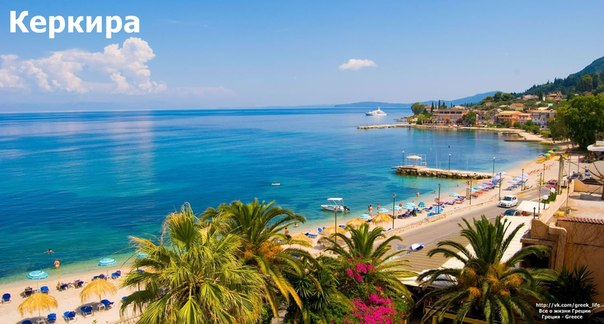 Керкира
http://vk.com/greek_life
Все о жизни Греции
Греция - Greece